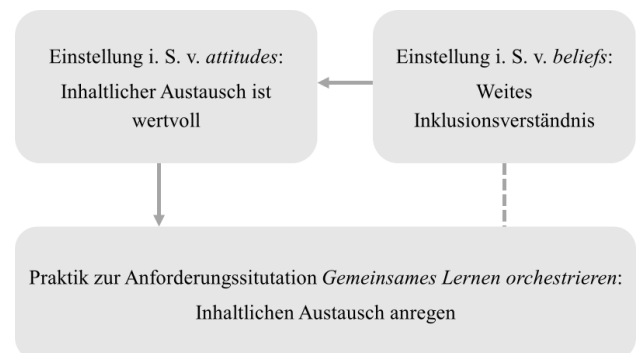 Einstellung i. S. v. attitudes:
Inhaltlicher Austausch ist
wertvoll
Einstellung i. S. v. beliefs:
Weites
Inklusionsverständnis
Praktik zur Anforderungssitutation Gemeinsames Lernen orchestrieren:
Inhaltlichen Austausch anregen